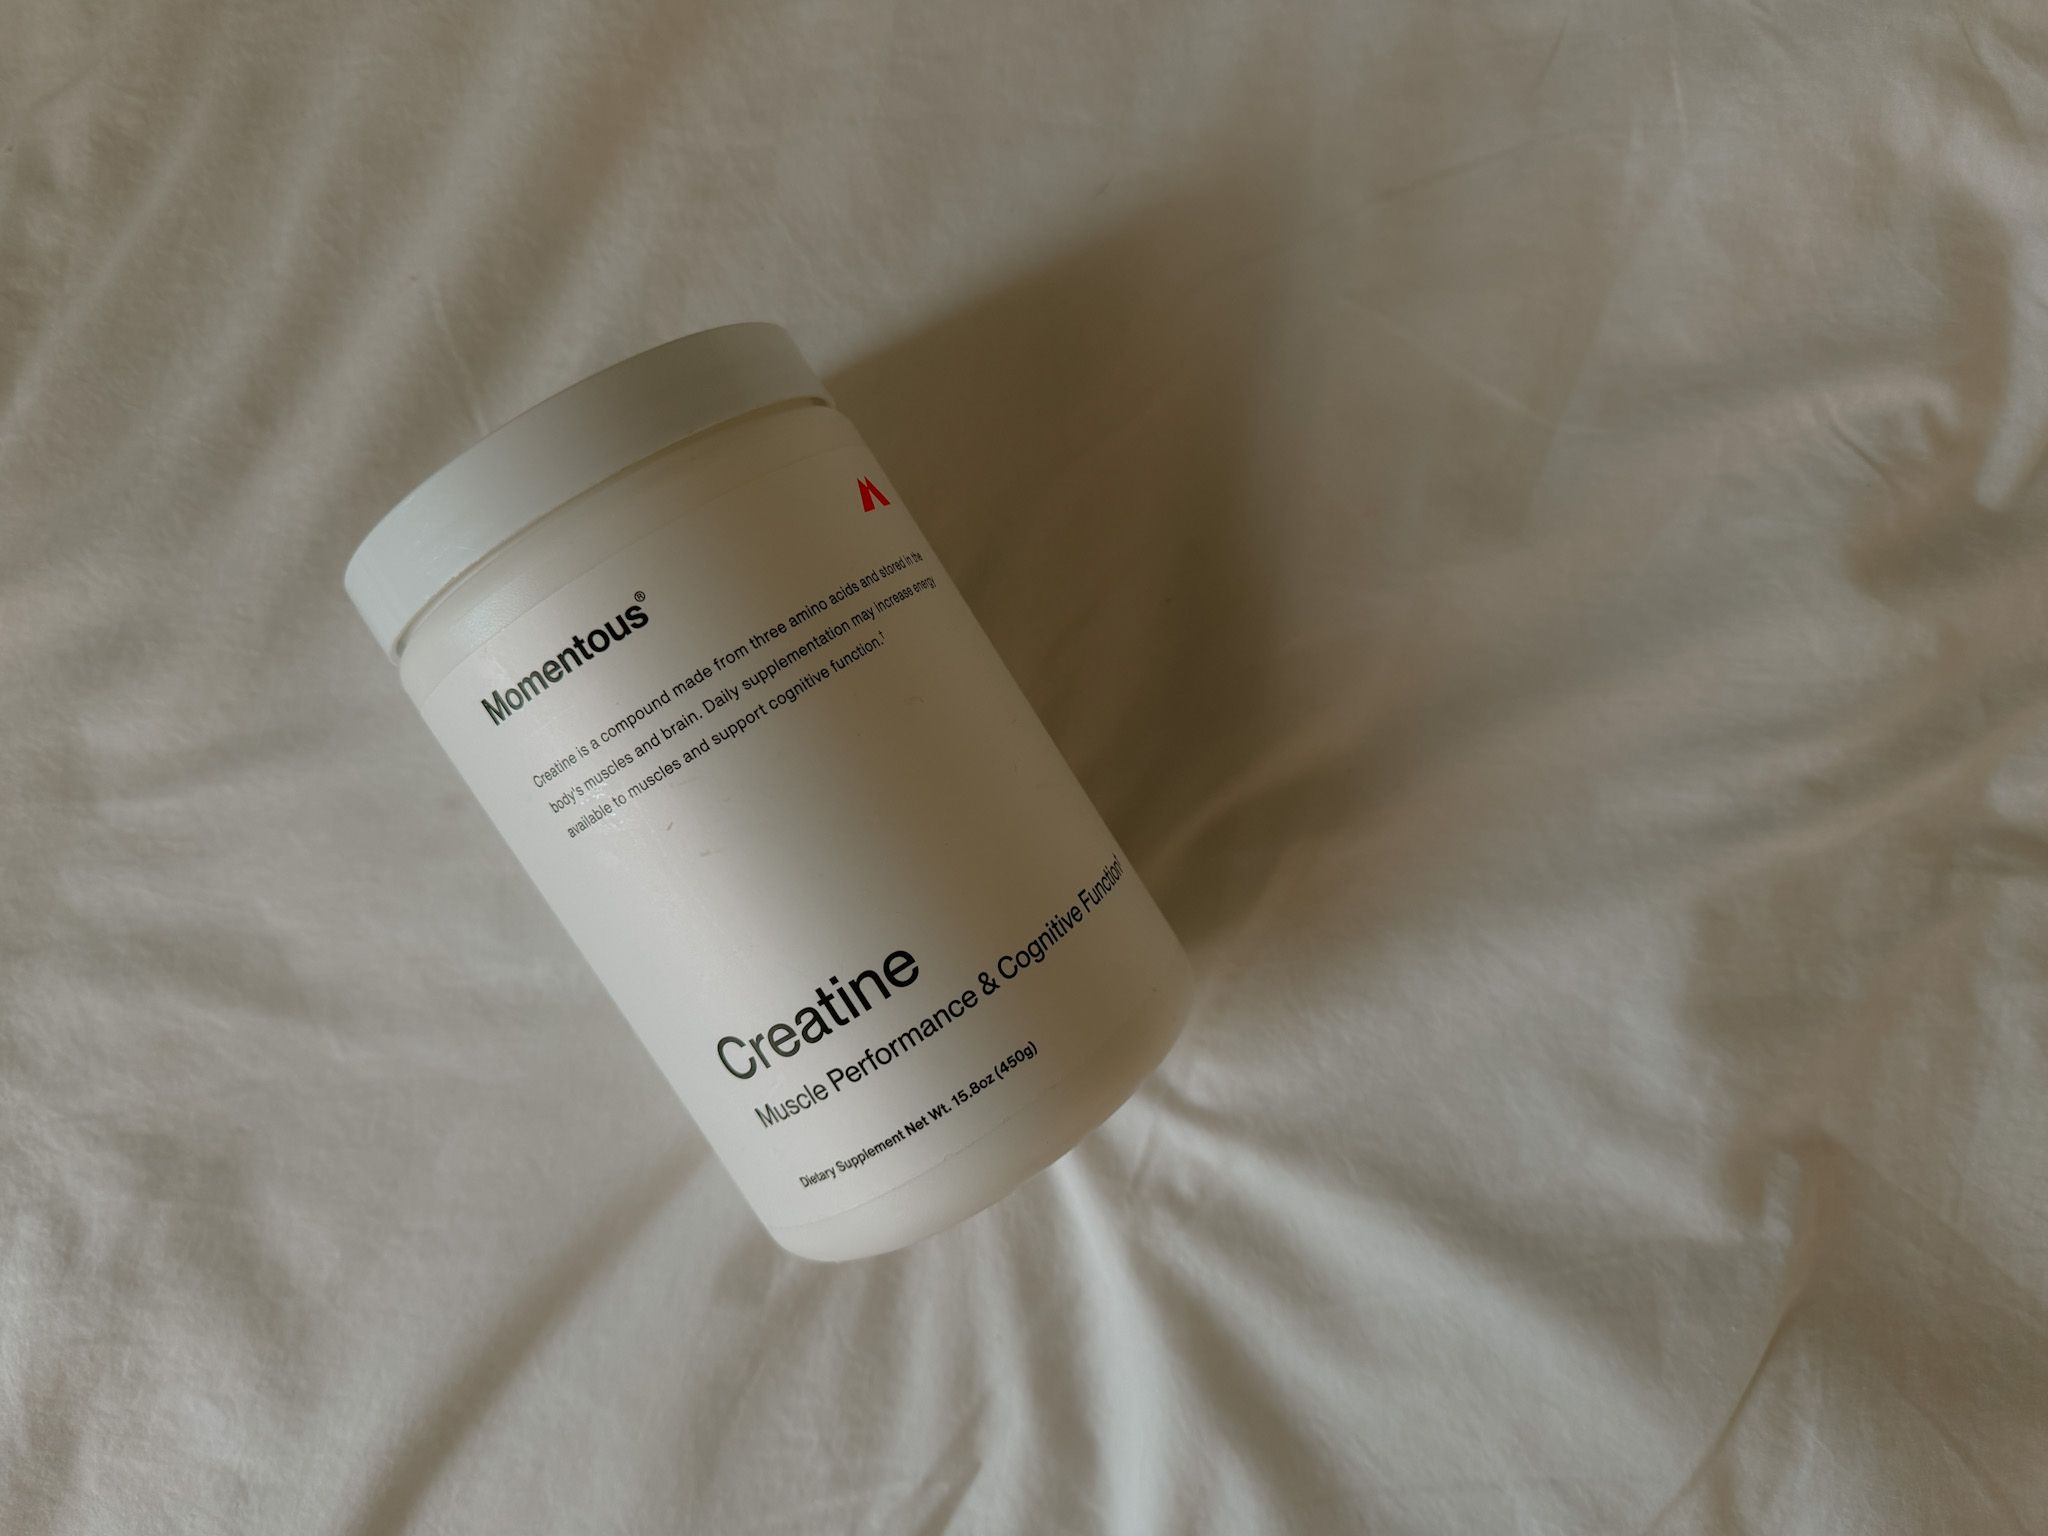 Momentous®
Creatine is a compound made from three amino acids and stored in the
body's muscles and brain. Daily supplementation may increase energy
available to muscles and support cognitive function.†
Creatine
Muscle Performance & Cognitive Function†
Dietary Supplement Net Wt. 15.8oz (450g)